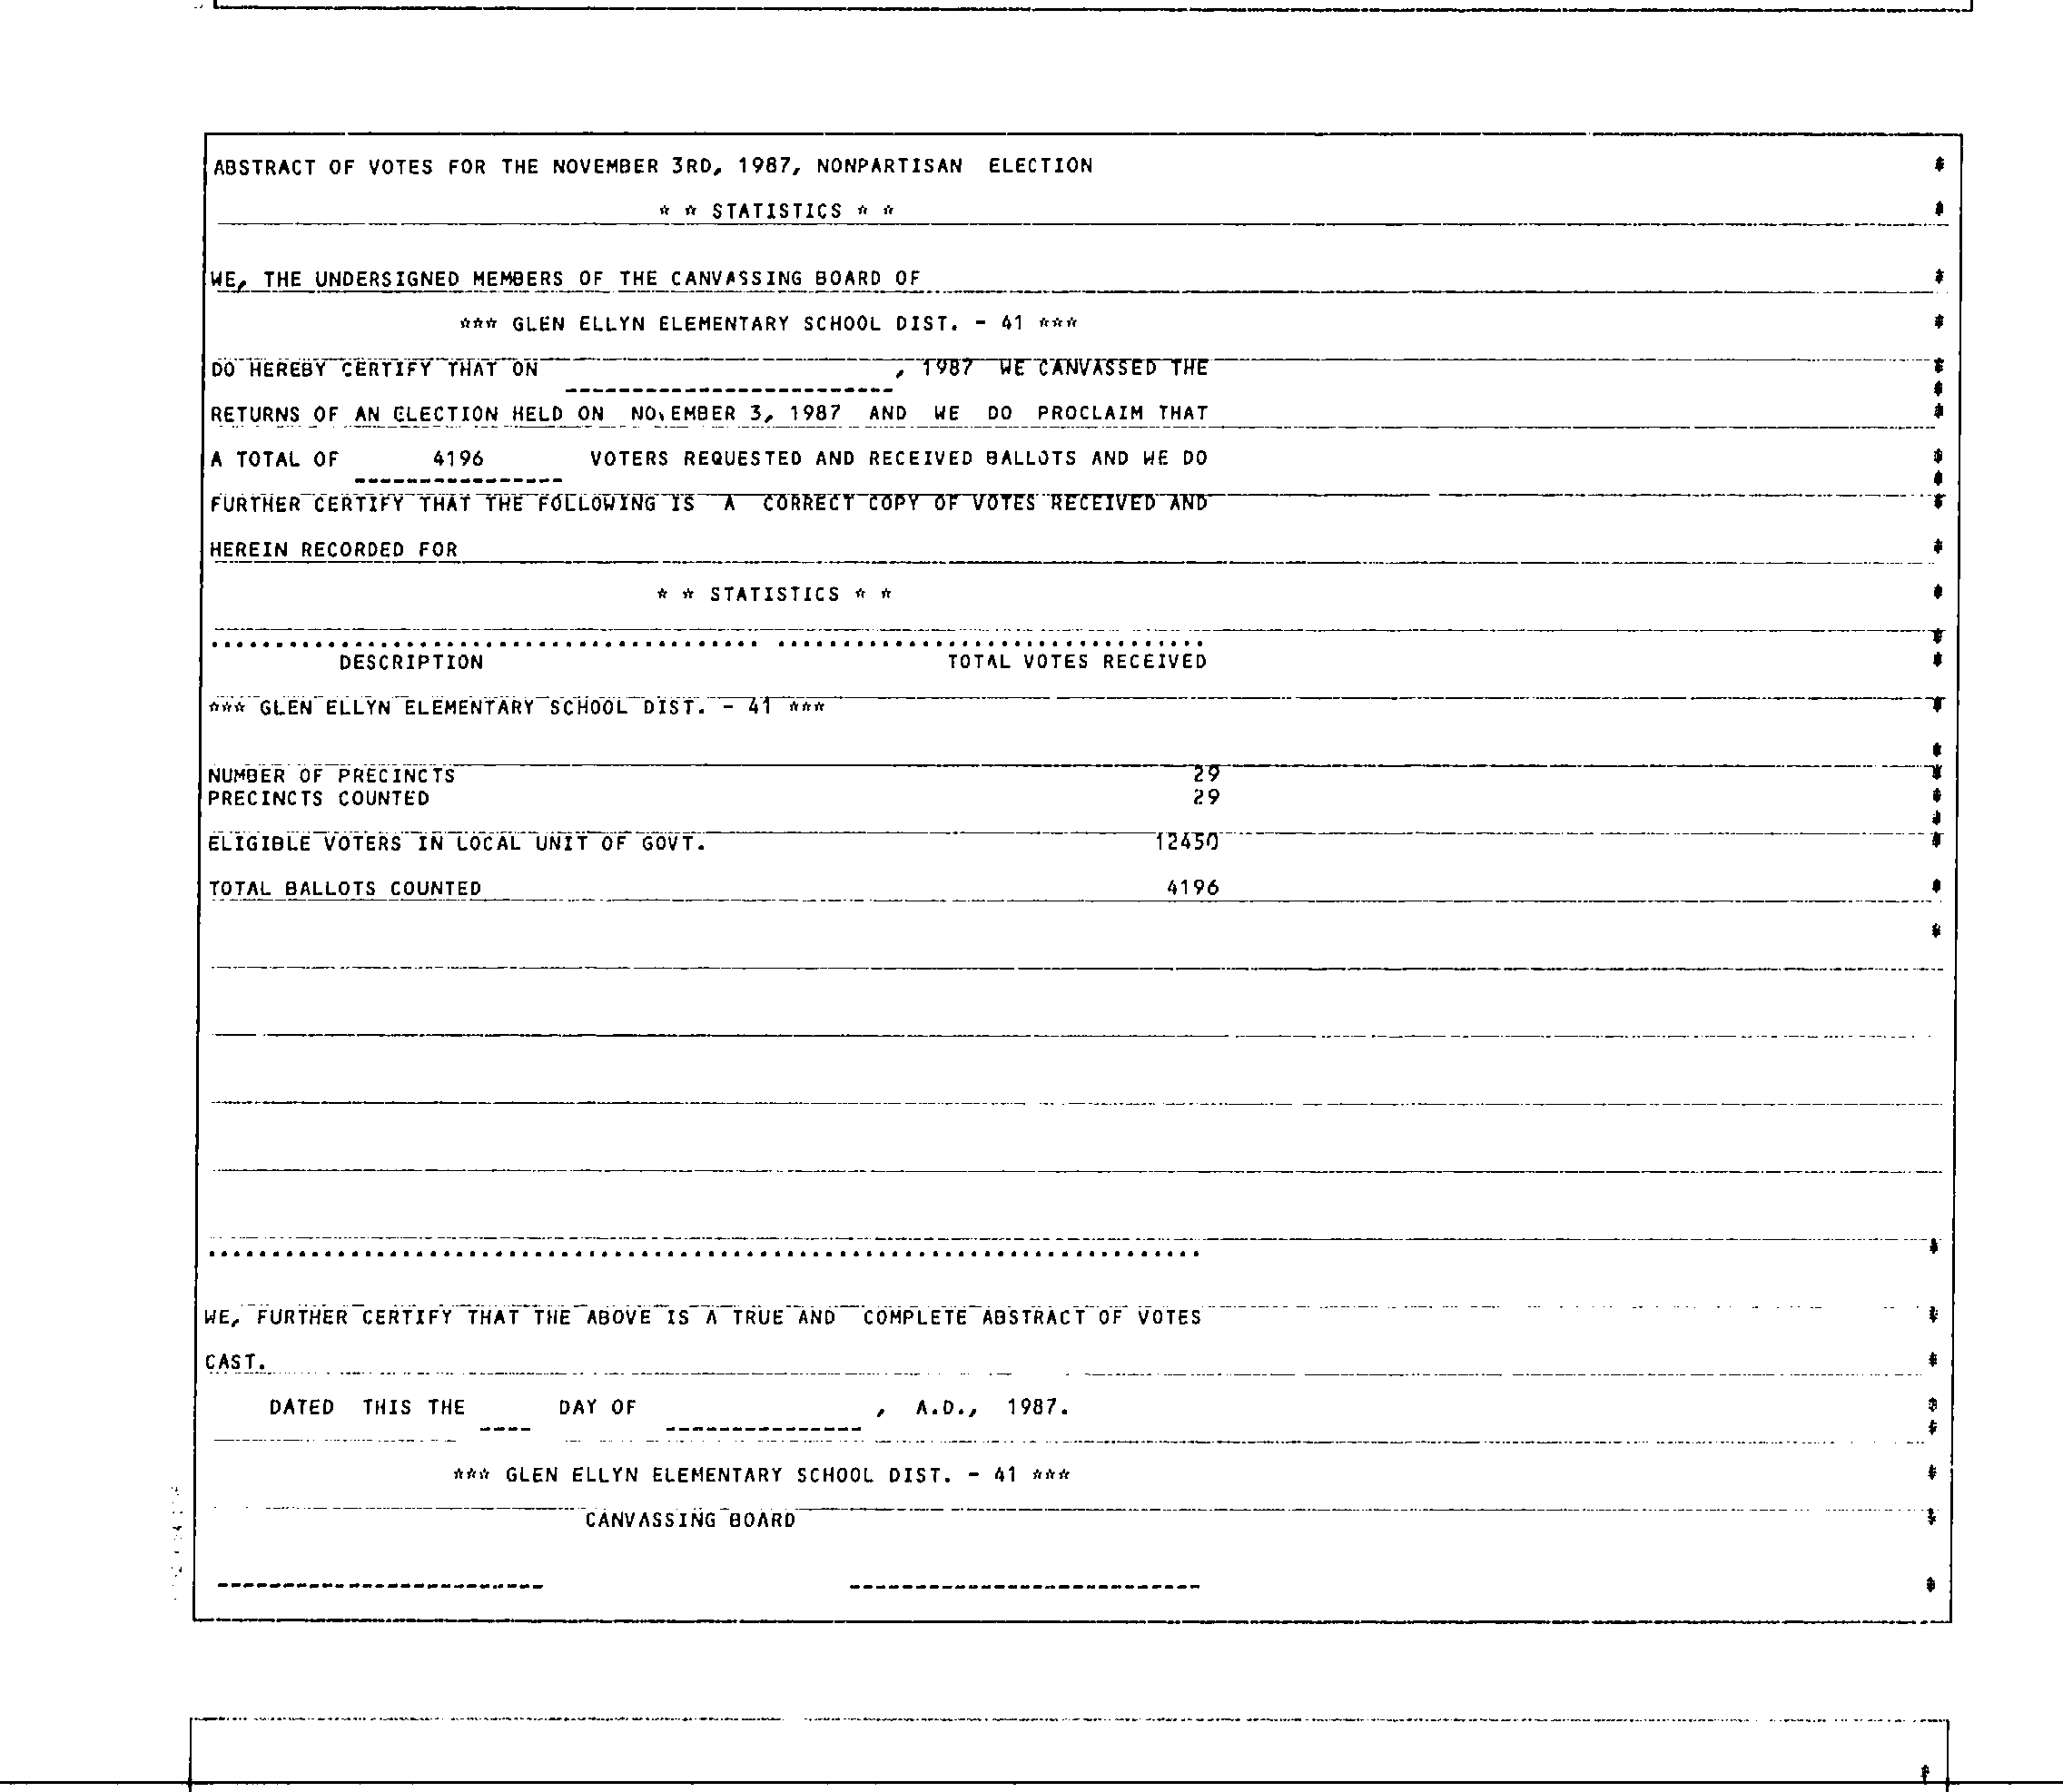 ABSTRACT OF VOTES FOR THE NOVEMBER 3RD, 1987, NONPARTISAN ELECTION
* * STATISTICS * *
WE, THE UNDERSIGNED MEMBERS OF THE CANVASSING BOARD OF
*** GLEN ELLYN ELEMENTARY SCHOOL DIST. - 41 ***
DO HEREBY CERTIFY THAT ON , 1987 WE CANVASSED THE
RETURNS OF AN ELECTION HELD ON NOVEMBER 3, 1987 AND WE DO PROCLAIM THAT
A TOTAL OF 4196 VOTERS REQUESTED AND RECEIVED BALLOTS AND WE DO
FURTHER CERTIFY THAT THE FOLLOWING IS A CORRECT COPY OF VOTES RECEIVED AND
HEREIN RECORDED FOR
* * STATISTICS * *
DESCRIPTION TOTAL VOTES RECEIVED
*** GLEN ELLYN ELEMENTARY SCHOOL DIST. - 41 ***
NUMBER OF PRECINCTS 29
PRECINCTS COUNTED 29
ELIGIBLE VOTERS IN LOCAL UNIT OF GOVT. 12450
TOTAL BALLOTS COUNTED 4196
WE, FURTHER CERTIFY THAT THE ABOVE IS A TRUE AND COMPLETE ABSTRACT OF VOTES
CAST.
DATED THIS THE ---- DAY OF ---------------, A.D., 1987.
*** GLEN ELLYN ELEMENTARY SCHOOL DIST. - 41 ***
CANVASSING BOARD